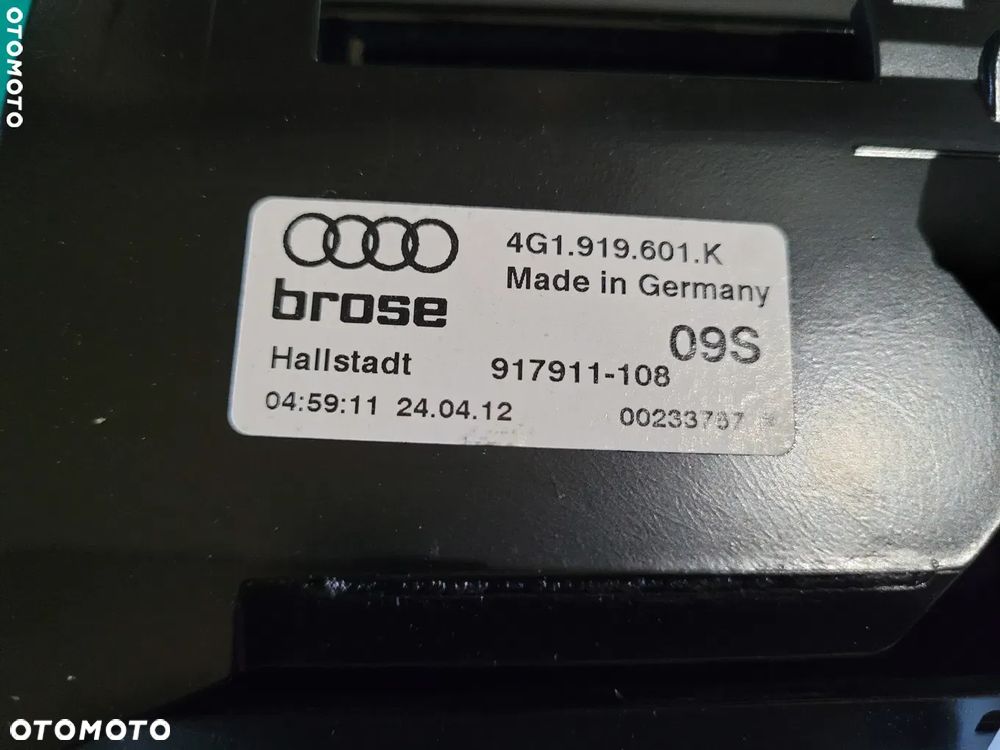 OTOMOTO
4G1.919.601.K
Made in Germany
brose
09S
Hallstadt
917911-108
04:59:11 24.04.12
OTOMOTO